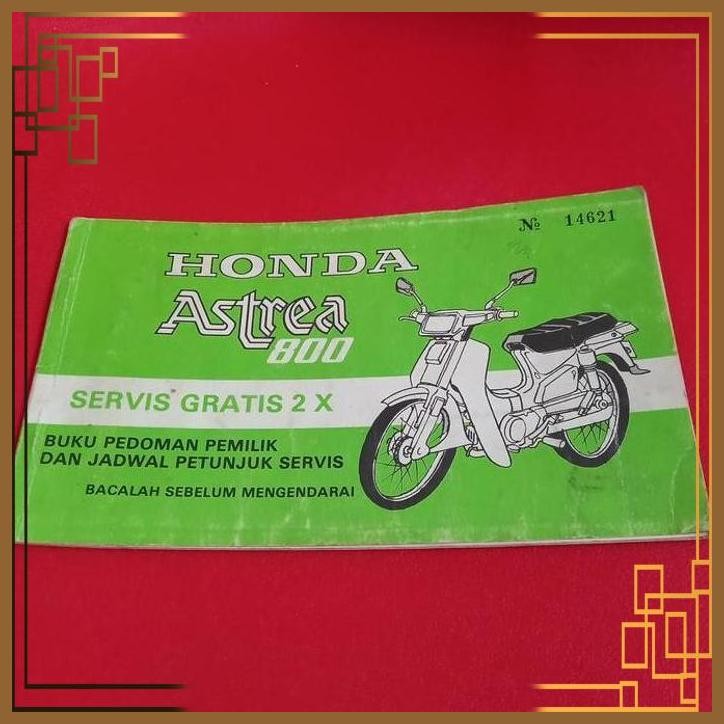 № 14621
HONDA
Astrea
800
SERVIS GRATIS 2 X
BUKU PEDOMAN PEMILIK
DAN JADWAL PETUNJUK SERVIS
BACALAH SEBELUM MENGENDARAI